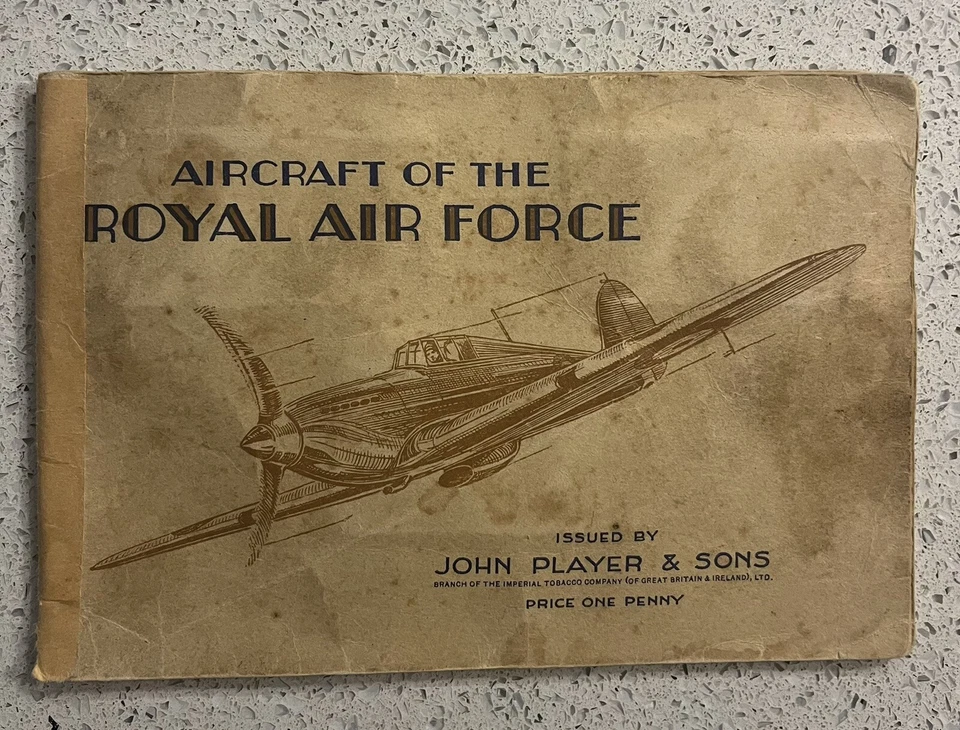 AIRCRAFT OF THE
ROYAL AIR FORCE
ISSUED BY
JOHN PLAYER & SONS
BRANCH OF THE IMPERIAL TOBACCO COMPANY (OF GREAT BRITAIN & IRELAND), LTD.
PRICE ONE PENNY